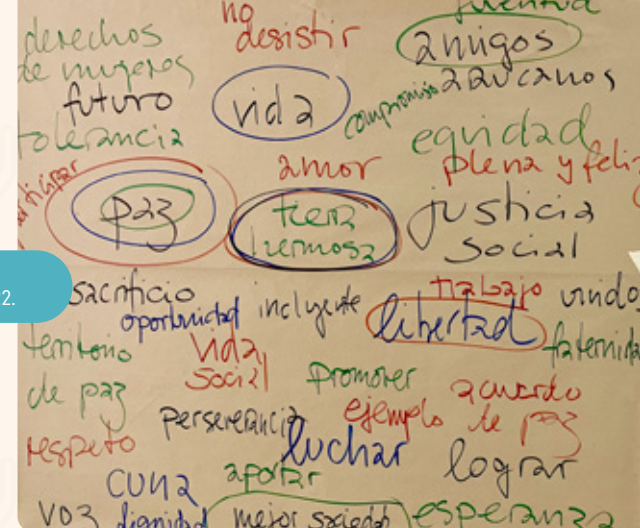 no
desistir
derechos
de mujeres
amigos
futuro
vida
compromiso
araucanos
tolerancia
equidad
amor
plena y feliz
paz
tierra
hermosa
justicia
social
2.
sacrificio
oportunidad
incluyente
trabajo
libertad
territorio
de paz
vida
social
promover
acuerdo
de paz
perseverancia
ejemplo
respeto
luchar
lograr
cuna
aportar
voz
dignidad
mejor sociedad
esperanza